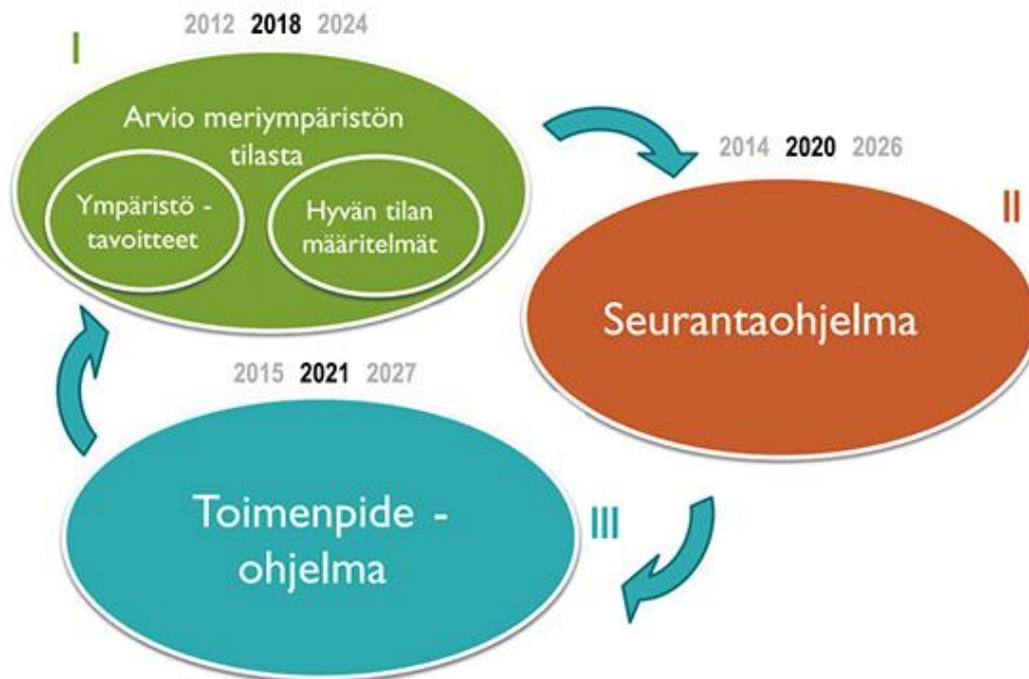 I
2012 2018 2024
Arvio meriympäristön
tilasta
Ympäristö -
tavoitteet
Hyvän tilan
määritelmät
2014 2020 2026
II
Seurantaohjelma
2015 2021 2027
Toimenpide -
ohjelma
III